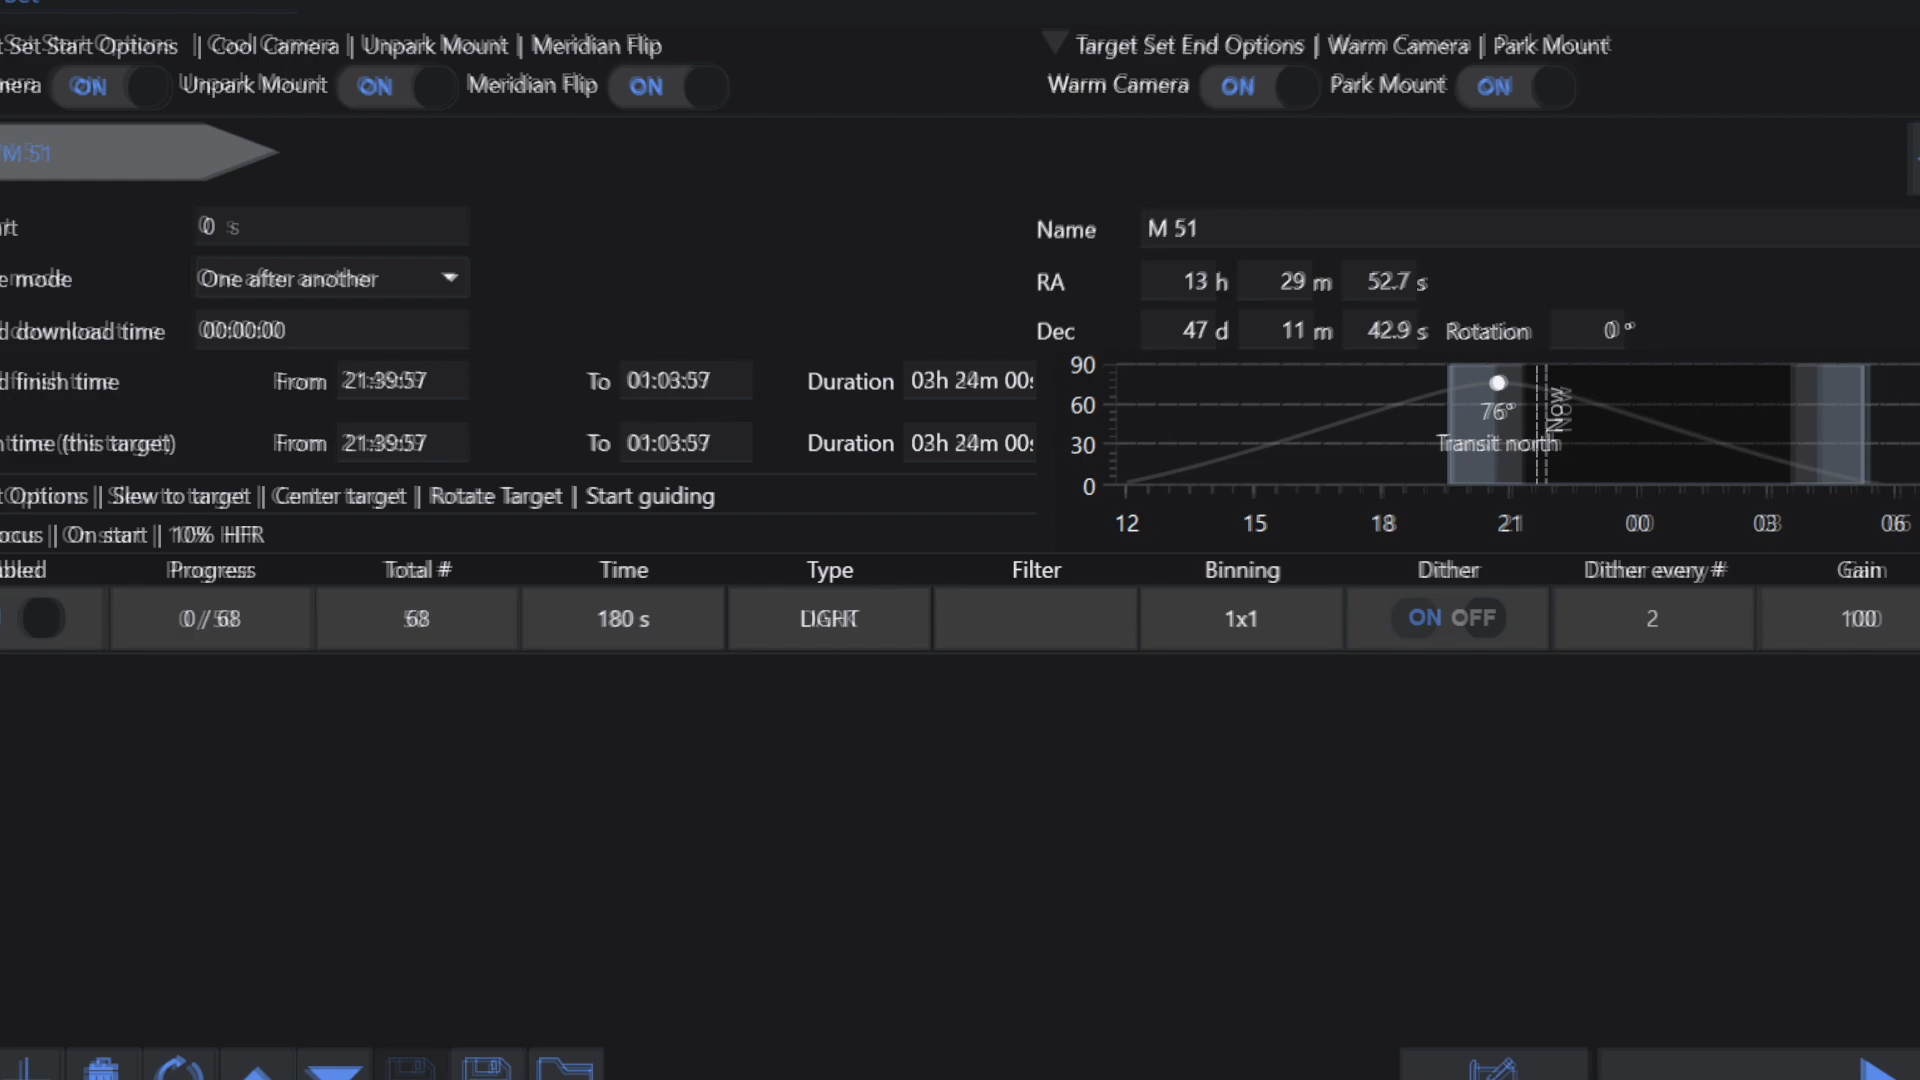 Set Start Options | Cool Camera | Unpark Mount | Meridian Flip
Target Set End Options | Warm Camera | Park Mount
mera ON Unpark Mount ON Meridian Flip ON
Warm Camera ON Park Mount ON
M 51
0 s
Name M 51
e mode One after another
RA 13 h 29 m 52.7 s
d download time 00:00:00
Dec 47 d 11 m 42.9 s Rotation 0 °
d finish time From 21:39:57 To 01:03:57 Duration 03h 24m 00s
time (this target) From 21:39:57 To 01:03:57 Duration 03h 24m 00s
90
60
30
0
76°
Transit north
Now
12 15 18 21 00 03 06
Options | Slew to target | Center target | Rotate Target | Start guiding
ocus | On start | 10% HFR
bled Progress Total # Time Type Filter Binning Dither Dither every # Gain
0 / 68 68 180 s LIGHT 1x1 ON OFF 2 100